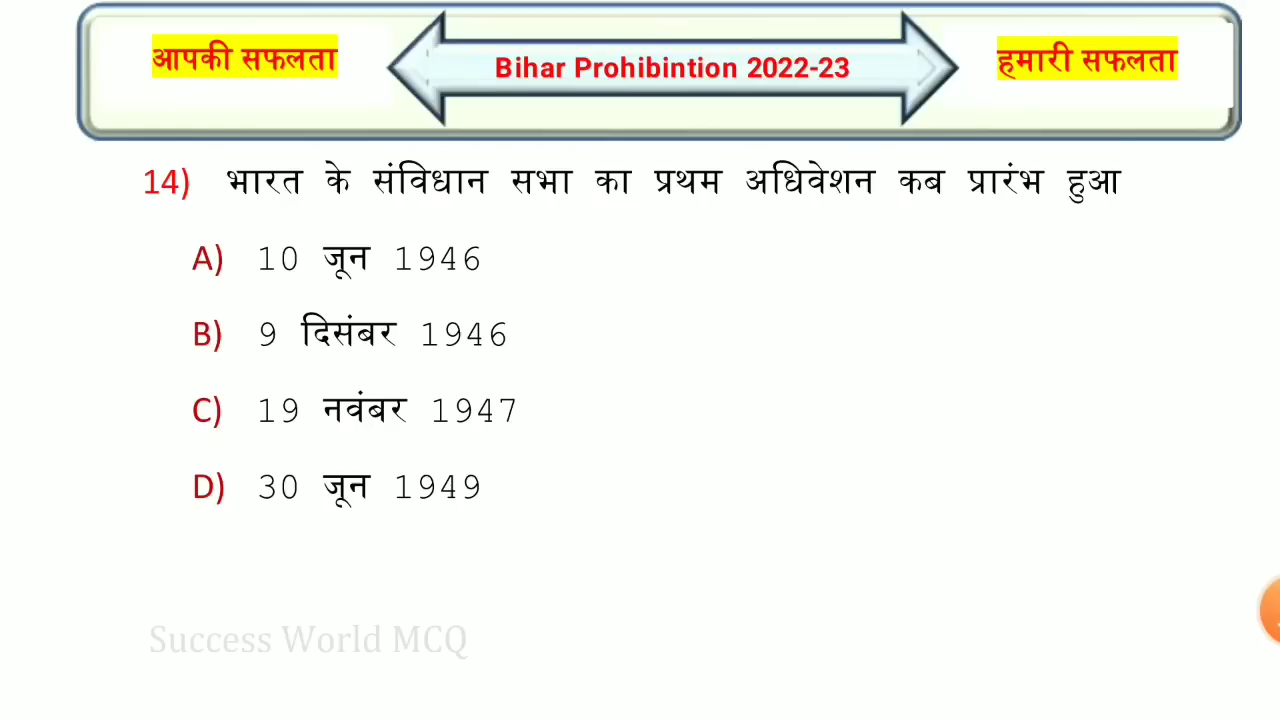 आपकी सफलता
Bihar Prohibintion 2022-23
हमारी सफलता
14) भारत के संविधान सभा का प्रथम अधिवेशन कब प्रारंभ हुआ
A) 10 जून 1946
B) 9 दिसंबर 1946
C) 19 नवंबर 1947
D) 30 जून 1949
Success World MCQ